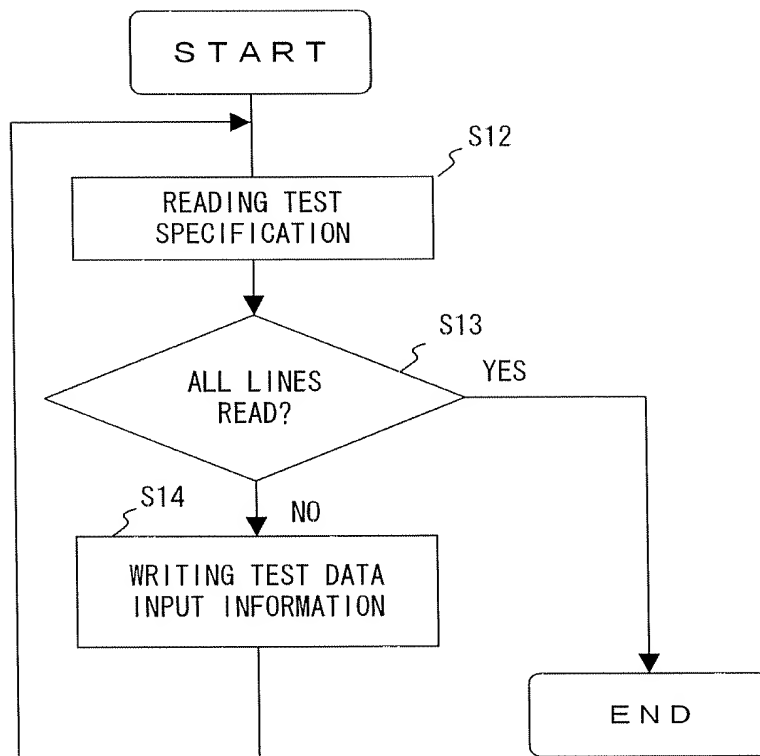 START
S12
READING TEST
SPECIFICATION
S13
ALL LINES
READ?
YES
S14
NO
WRITING TEST DATA
INPUT INFORMATION
END